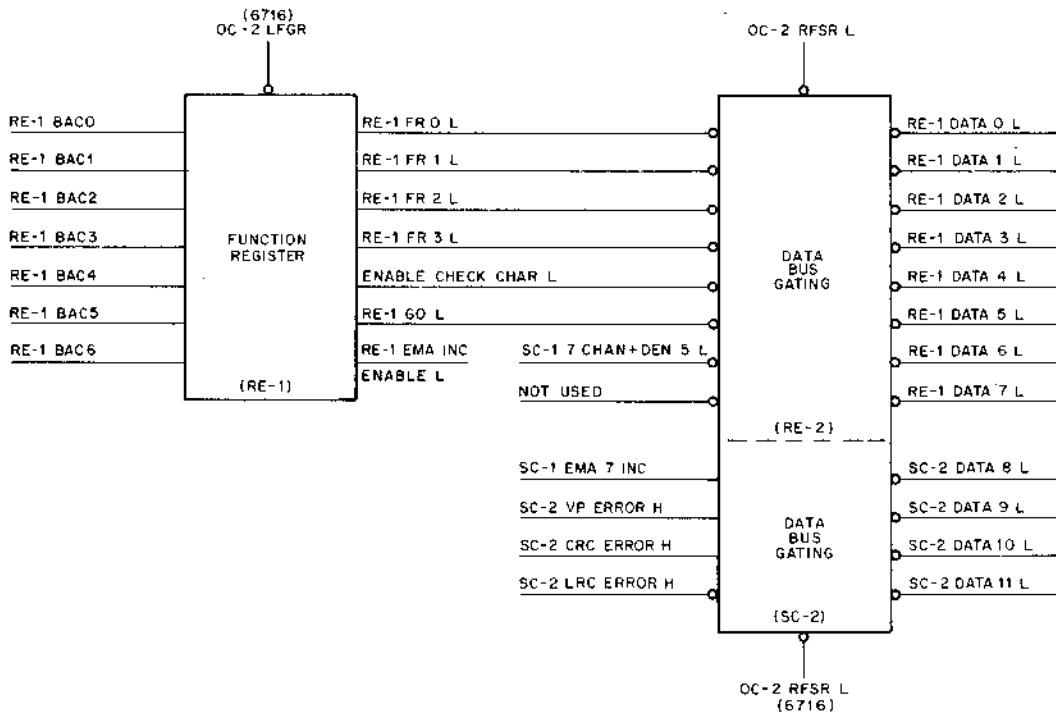 (6716)
OC-2 LFGR
OC-2 RFSR L
RE-1 BAC0
RE-1 BAC1
RE-1 BAC2
RE-1 BAC3
RE-1 BAC4
RE-1 BAC5
RE-1 BAC6
FUNCTION
REGISTER
(RE-1)
RE-1 FR 0 L
RE-1 FR 1 L
RE-1 FR 2 L
RE-1 FR 3 L
ENABLE CHECK CHAR L
RE-1 GO L
RE-1 EMA INC
ENABLE L
SC-1 7 CHAN+DEN 5 L
NOT USED
SC-1 EMA 7 INC
SC-2 VP ERROR H
SC-2 CRC ERROR H
SC-2 LRC ERROR H
DATA
BUS
GATING
(RE-2)
DATA
BUS
GATING
(SC-2)
RE-1 DATA 0 L
RE-1 DATA 1 L
RE-1 DATA 2 L
RE-1 DATA 3 L
RE-1 DATA 4 L
RE-1 DATA 5 L
RE-1 DATA 6 L
RE-1 DATA 7 L
SC-2 DATA 8 L
SC-2 DATA 9 L
SC-2 DATA 10 L
SC-2 DATA 11 L
OC-2 RFSR L
(6716)